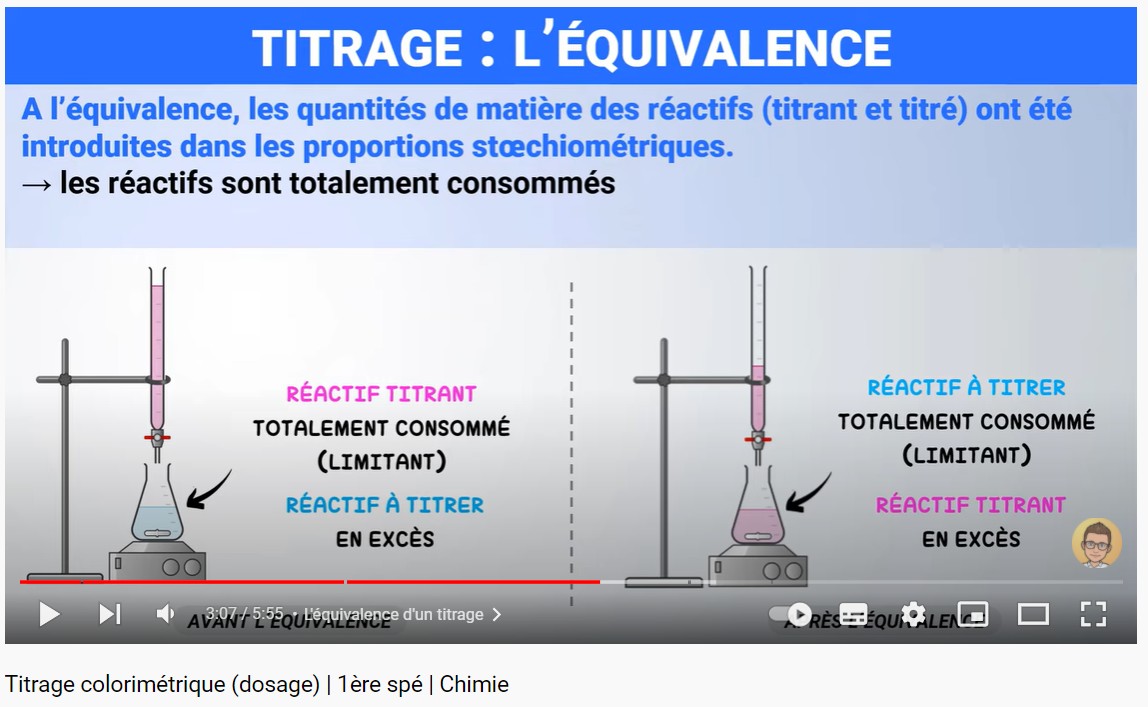 TITRAGE : L'ÉQUIVALENCE
A l'équivalence, les quantités de matière des réactifs (titrant et titré) ont été
introduites dans les proportions stœchiométriques.
→ les réactifs sont totalement consommés
RÉACTIF TITRANT
TOTALEMENT CONSOMMÉ
(LIMITANT)
RÉACTIF À TITRER
EN EXCÈS
RÉACTIF À TITRER
TOTALEMENT CONSOMMÉ
(LIMITANT)
RÉACTIF TITRANT
EN EXCÈS
3:07 / 5:55 • L'équivalence d'un titrage >
AVANT L'ÉQUIVALENCE
APRÈS L'ÉQUIVALENCE
Titrage colorimétrique (dosage) | 1ère spé | Chimie